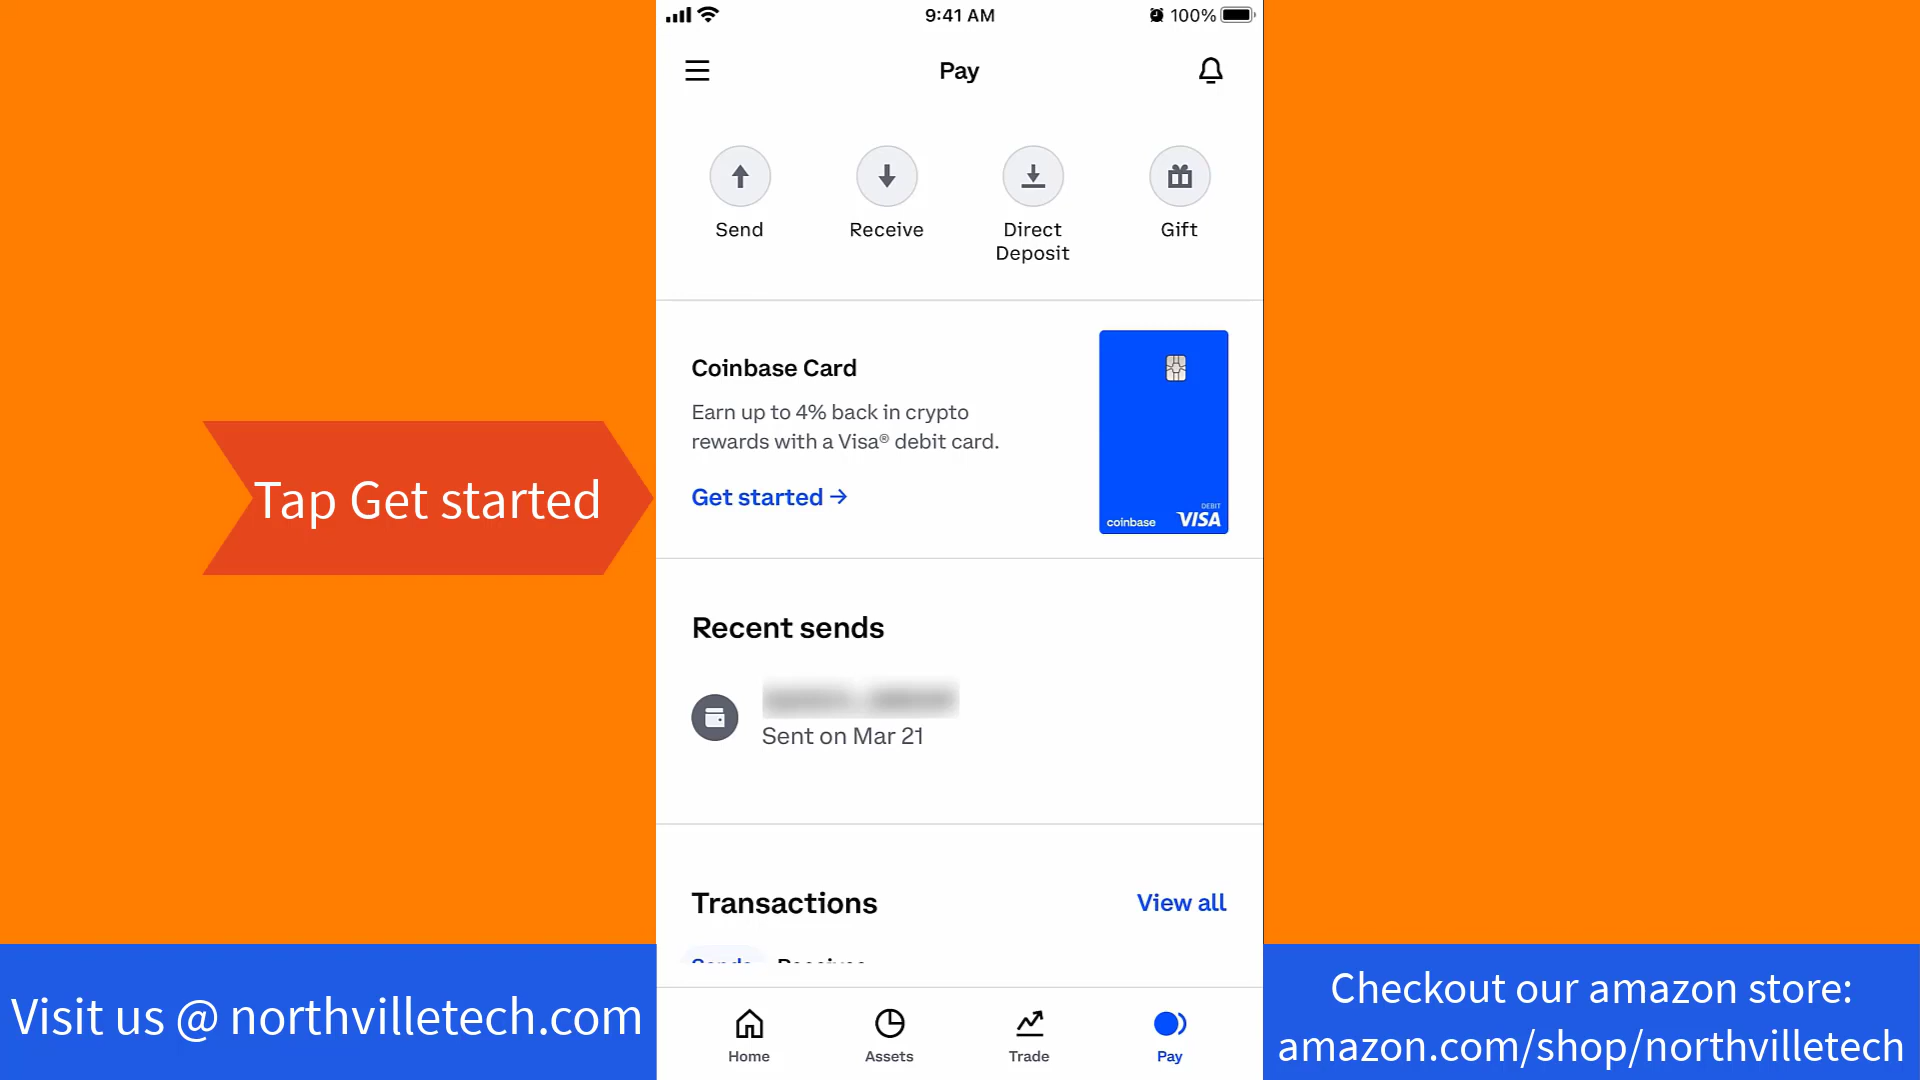 9:41 AM
100%
Pay
Send
Receive
Direct
Deposit
Gift
Coinbase Card
Earn up to 4% back in crypto
rewards with a Visa® debit card.
Get started →
DEBIT
coinbase VISA
Tap Get started
Recent sends
Sent on Mar 21
Transactions
View all
Sends Receives
Home
Assets
Trade
Pay
Visit us @ northvilletech.com
Checkout our amazon store:
amazon.com/shop/northvilletech